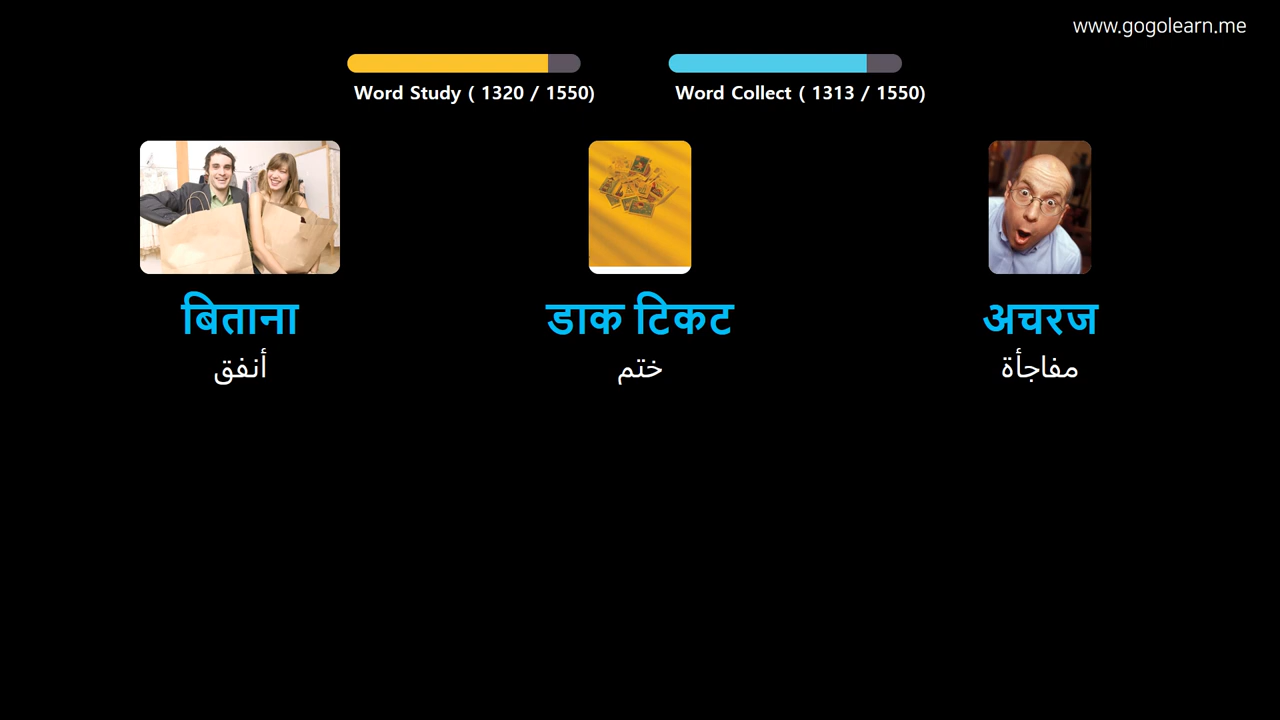 www.gogolearn.me
Word Study ( 1320 / 1550)
Word Collect ( 1313 / 1550)
बिताना
أنفق
डाक टिकट
ختم
अचरज
مفاجأة